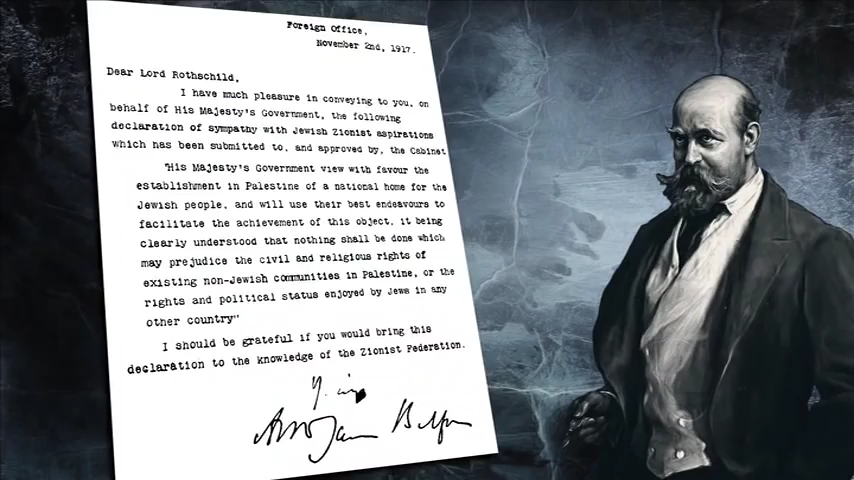 Foreign Office,
November 2nd, 1917.
Dear Lord Rothschild,
I have much pleasure in conveying to you, on
behalf of His Majesty's Government, the following
declaration of sympathy with Jewish Zionist aspirations
which has been submitted to, and approved by, the Cabinet
"His Majesty's Government view with favour the
establishment in Palestine of a national home for the
Jewish people, and will use their best endeavours to
facilitate the achievement of this object, it being
clearly understood that nothing shall be done which
may prejudice the civil and religious rights of
existing non-Jewish communities in Palestine, or the
rights and political status enjoyed by Jews in any
other country"
I should be grateful if you would bring this
declaration to the knowledge of the Zionist Federation.
Balfour